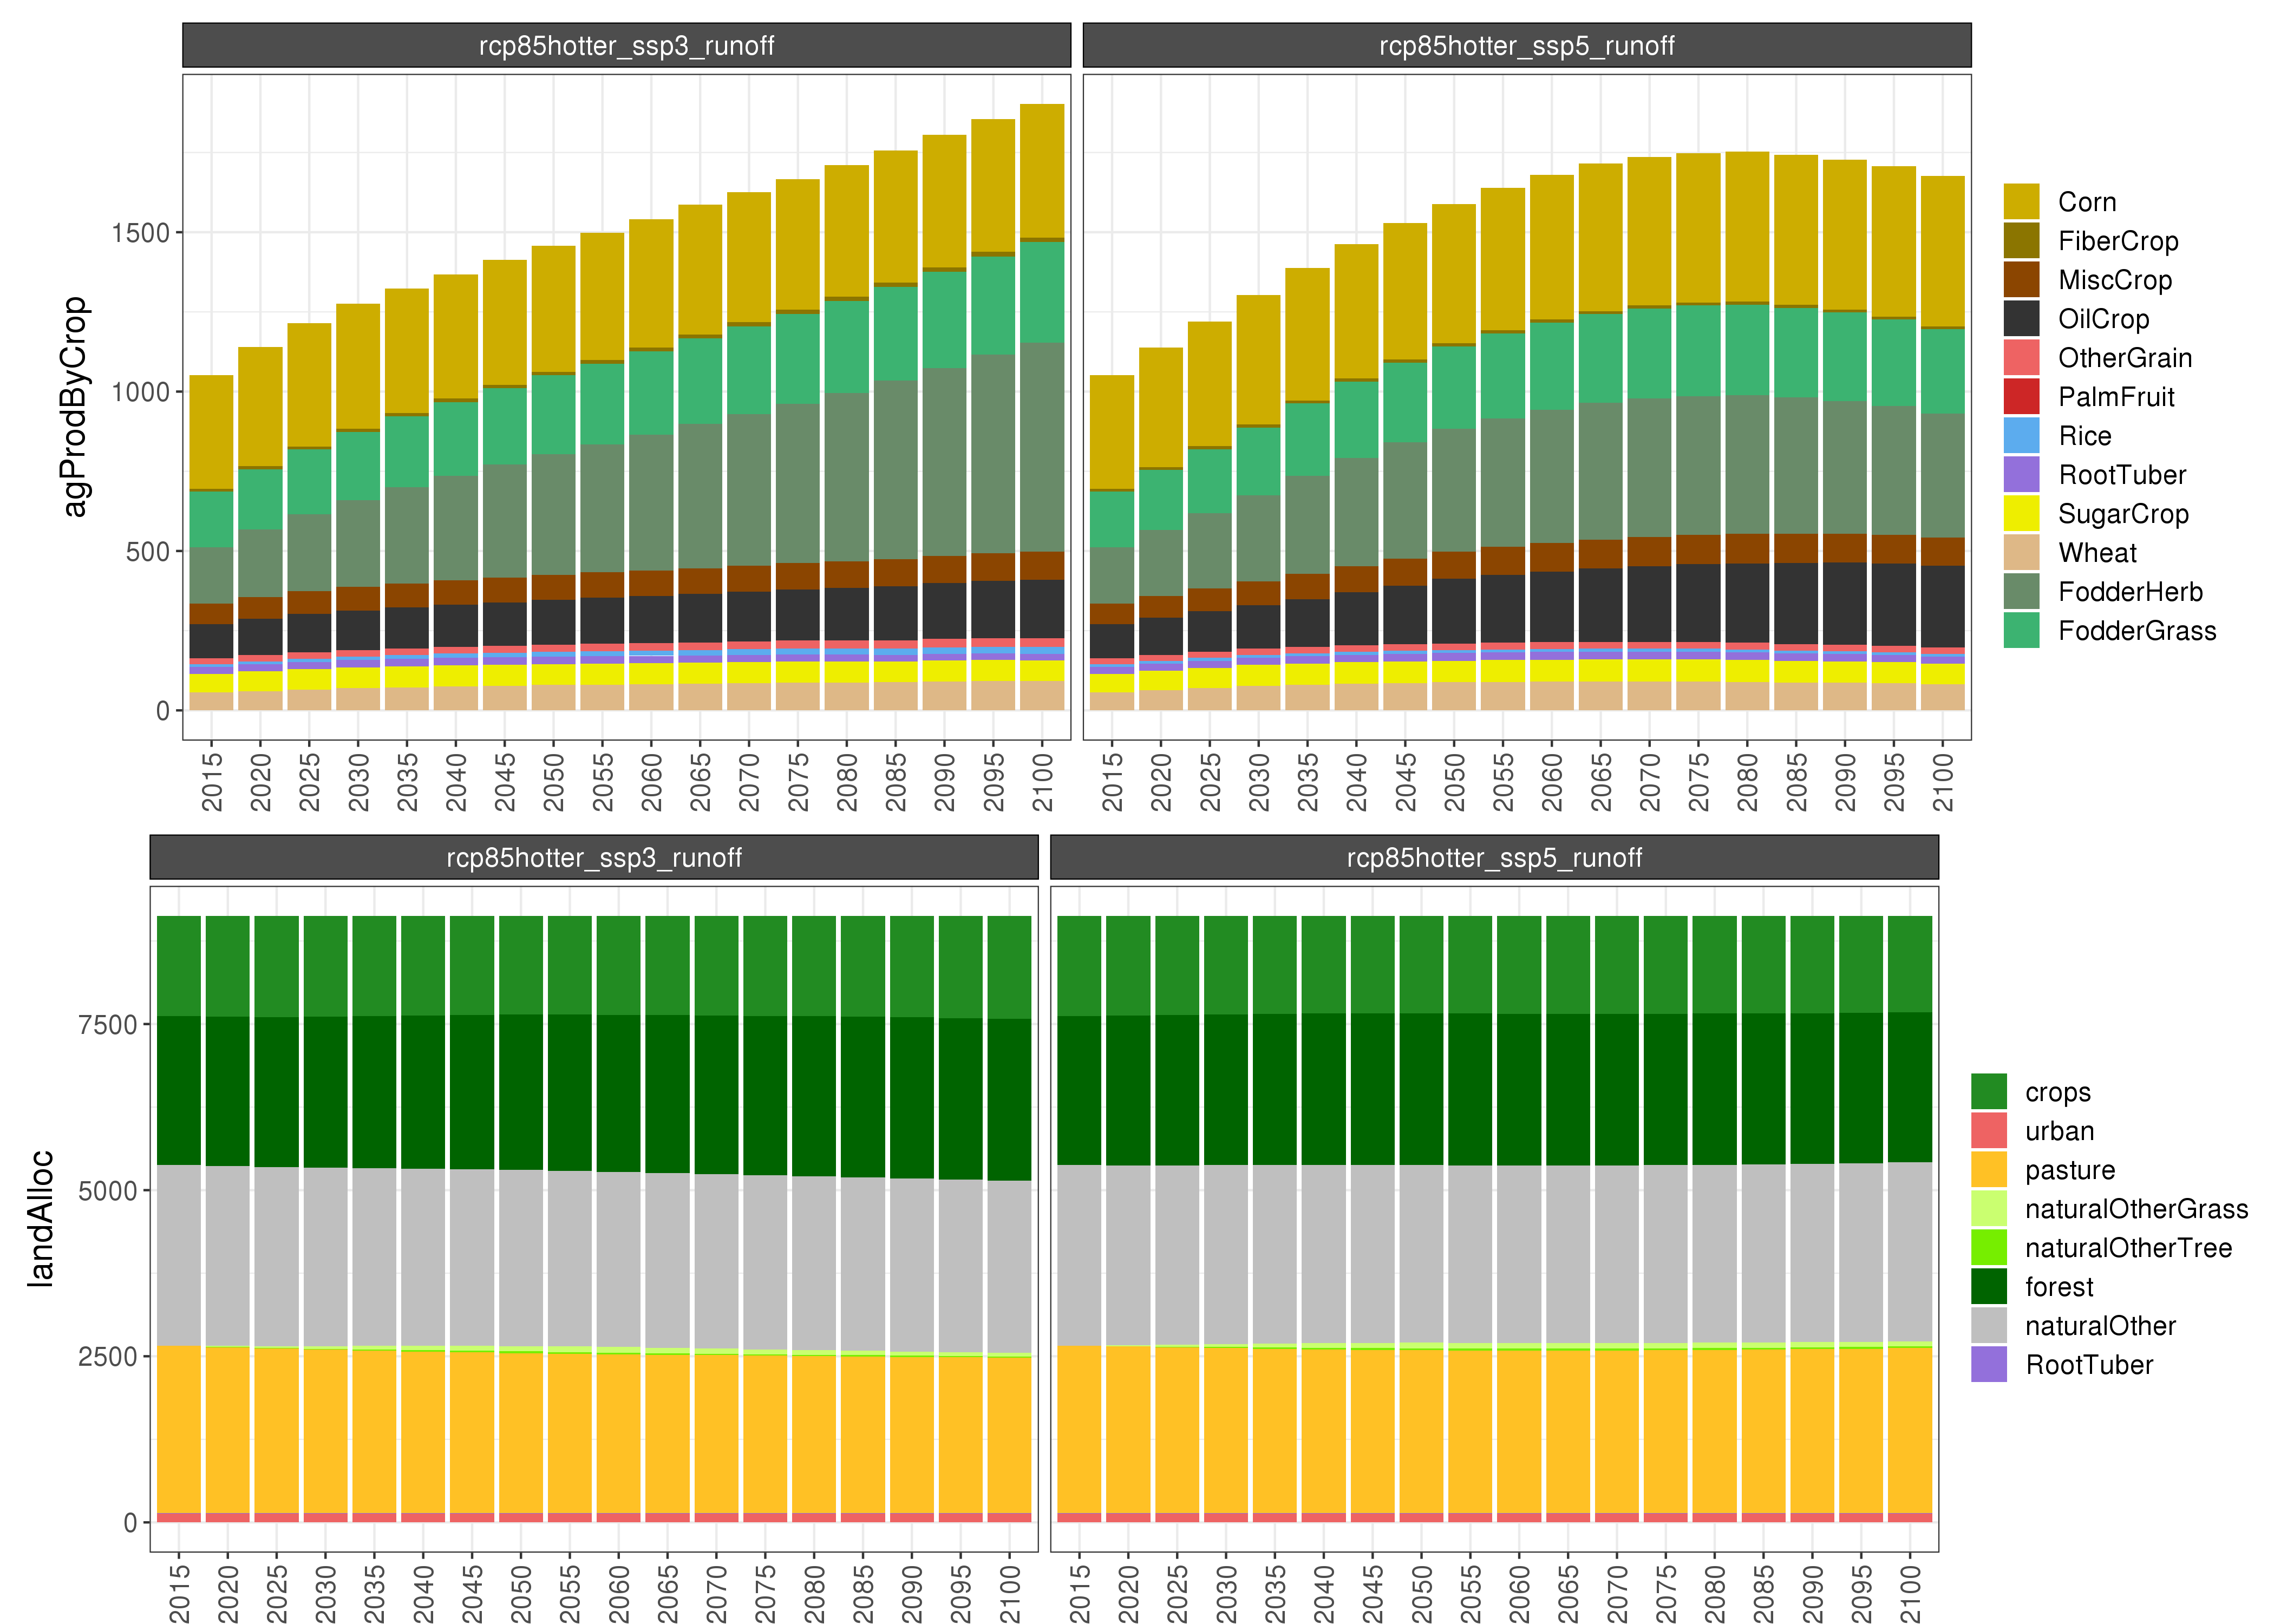 rcp85hotter_ssp3_runoff
rcp85hotter_ssp5_runoff
agProdByCrop
1500
1000
500
0
2015 2020 2025 2030 2035 2040 2045 2050 2055 2060 2065 2070 2075 2080 2085 2090 2095 2100
2015 2020 2025 2030 2035 2040 2045 2050 2055 2060 2065 2070 2075 2080 2085 2090 2095 2100
Corn
FiberCrop
MiscCrop
OilCrop
OtherGrain
PalmFruit
Rice
RootTuber
SugarCrop
Wheat
FodderHerb
FodderGrass
rcp85hotter_ssp3_runoff
rcp85hotter_ssp5_runoff
landAlloc
7500
5000
2500
0
2015 2020 2025 2030 2035 2040 2045 2050 2055 2060 2065 2070 2075 2080 2085 2090 2095 2100
2015 2020 2025 2030 2035 2040 2045 2050 2055 2060 2065 2070 2075 2080 2085 2090 2095 2100
crops
urban
pasture
naturalOtherGrass
naturalOtherTree
forest
naturalOther
RootTuber